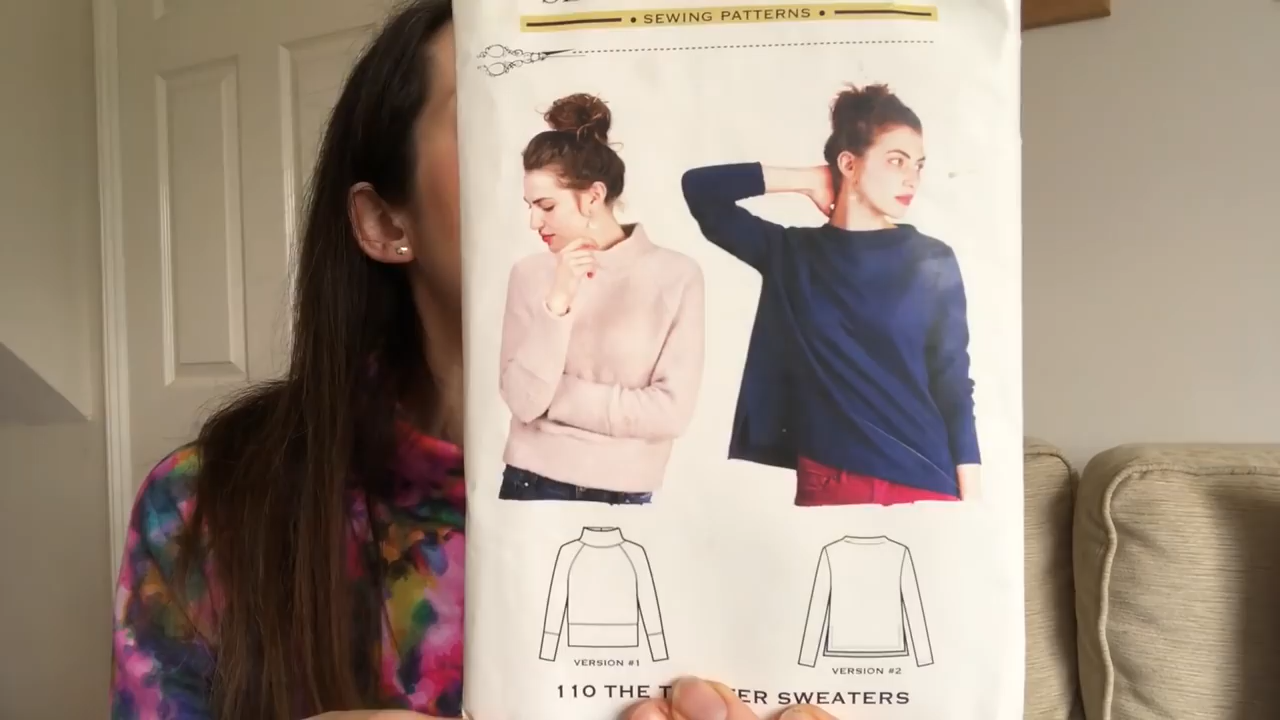 • SEWING PATTERNS •
VERSION #1
VERSION #2
110 THE SWEATERS